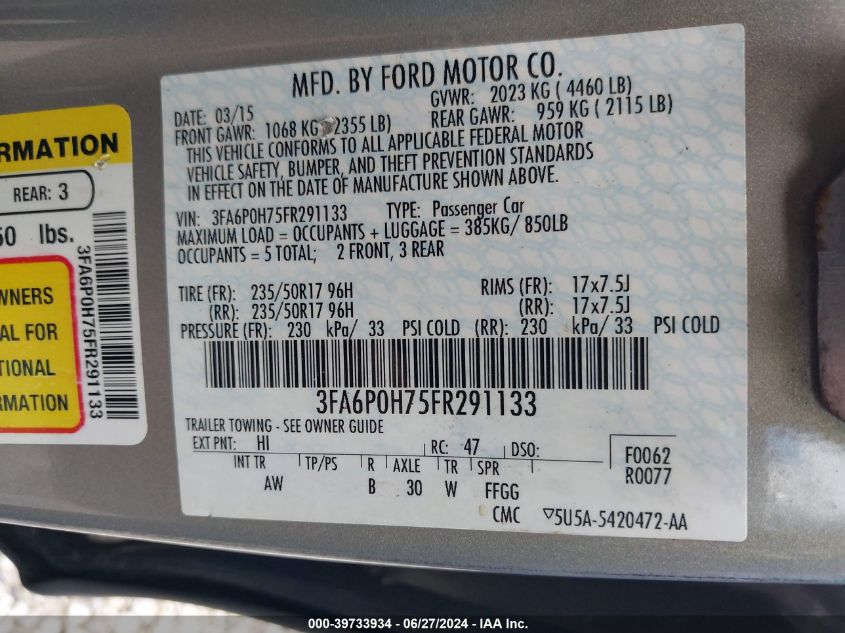 MFD. BY FORD MOTOR CO.
DATE: 03/15 GVWR: 2023 KG ( 4460 LB)
FRONT GAWR: 1068 KG 2355 LB) REAR GAWR: 959 KG ( 2115 LB)
THIS VEHICLE CONFORMS TO ALL APPLICABLE FEDERAL MOTOR
VEHICLE SAFETY, BUMPER, AND THEFT PREVENTION STANDARDS
IN EFFECT ON THE DATE OF MANUFACTURE SHOWN ABOVE.
VIN: 3FA6P0H75FR291133 TYPE: Passenger Car
MAXIMUM LOAD = OCCUPANTS + LUGGAGE = 385KG/ 850LB
OCCUPANTS = 5 TOTAL; 2 FRONT, 3 REAR
TIRE (FR): 235/50R17 96H RIMS (FR): 17x7.5J
(RR): 235/50R17 96H (RR): 17x7.5J
PRESSURE (FR): 230 kPa/ 33 PSI COLD (RR): 230 kPa/ 33 PSI COLD
3FA6P0H75FR291133
TRAILER TOWING - SEE OWNER GUIDE
EXT PNT: HI RC: 47 DSO: F0062
INT TR TP/PS R AXLE TR SPR R0077
AW B 30 W FFGG
CMC ▽5U5A-5420472-AA
RMATION
REAR: 3
50 lbs.
WNERS
AL FOR
TIONAL
RMATION
3FA6P0H75FR291133
000-39733934 / 06/27/2024 - IAA Inc.